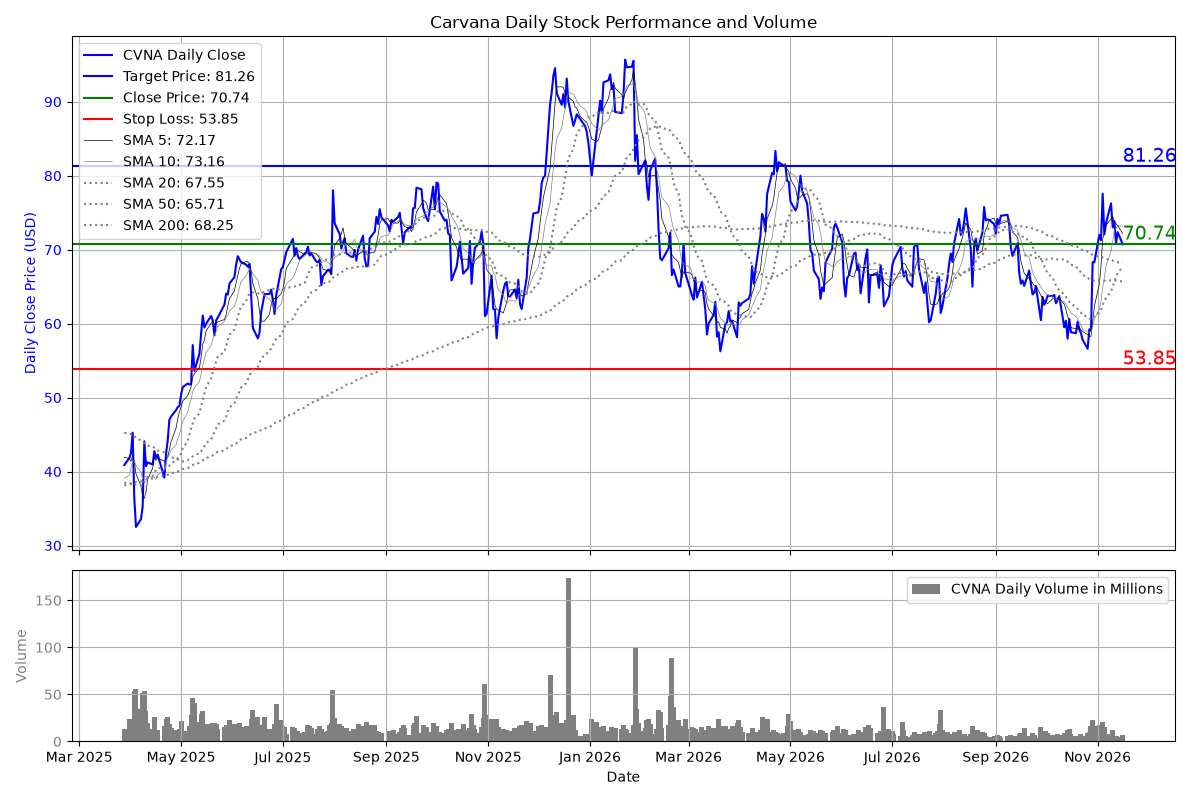 Carvana Daily Stock Performance and Volume
CVNA Daily Close
Target Price: 81.26
Close Price: 70.74
Stop Loss: 53.85
SMA 5: 72.17
SMA 10: 73.16
SMA 20: 67.55
SMA 50: 65.71
SMA 200: 68.25
Daily Close Price (USD)
90
80
70
60
50
40
30
81.26
70.74
53.85
CVNA Daily Volume in Millions
Volume
150
100
50
0
Mar 2025
May 2025
Jul 2025
Sep 2025
Nov 2025
Jan 2026
Mar 2026
May 2026
Jul 2026
Sep 2026
Nov 2026
Date